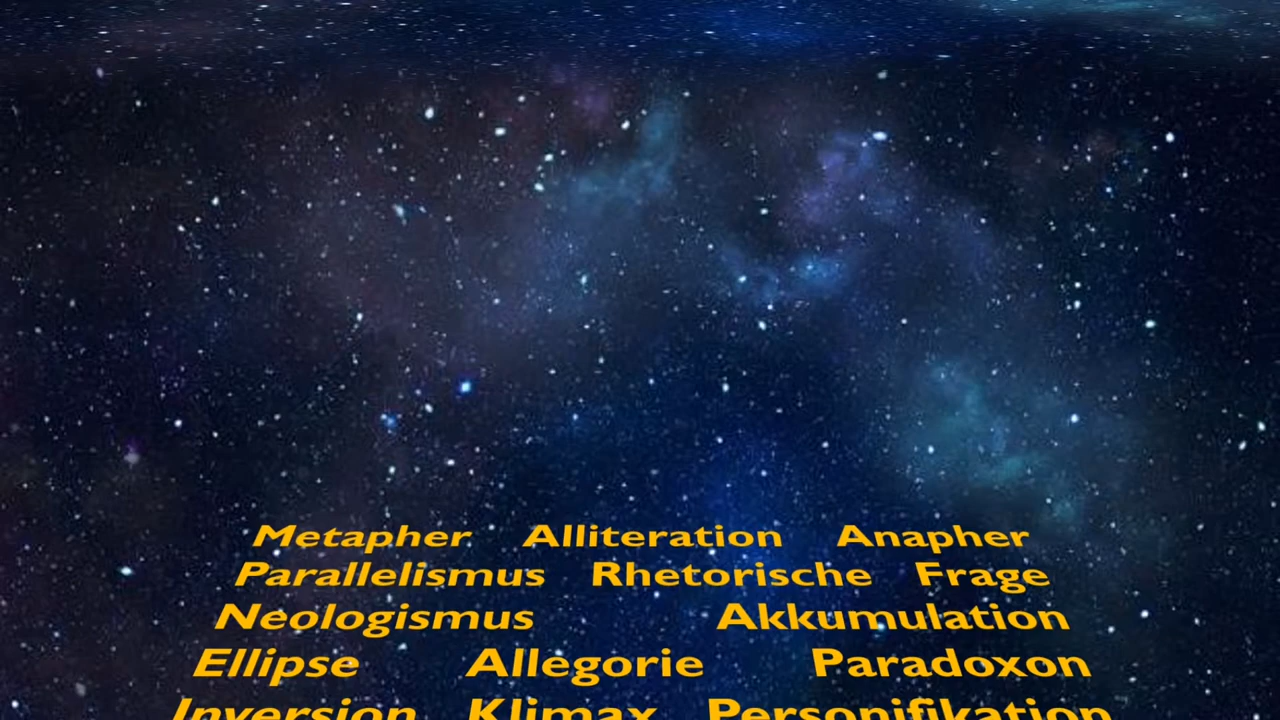 Metapher Alliteration Anapher
Parallelismus Rhetorische Frage
Neologismus Akkumulation
Ellipse Allegorie Paradoxon
Inversion Klimax Personifikation